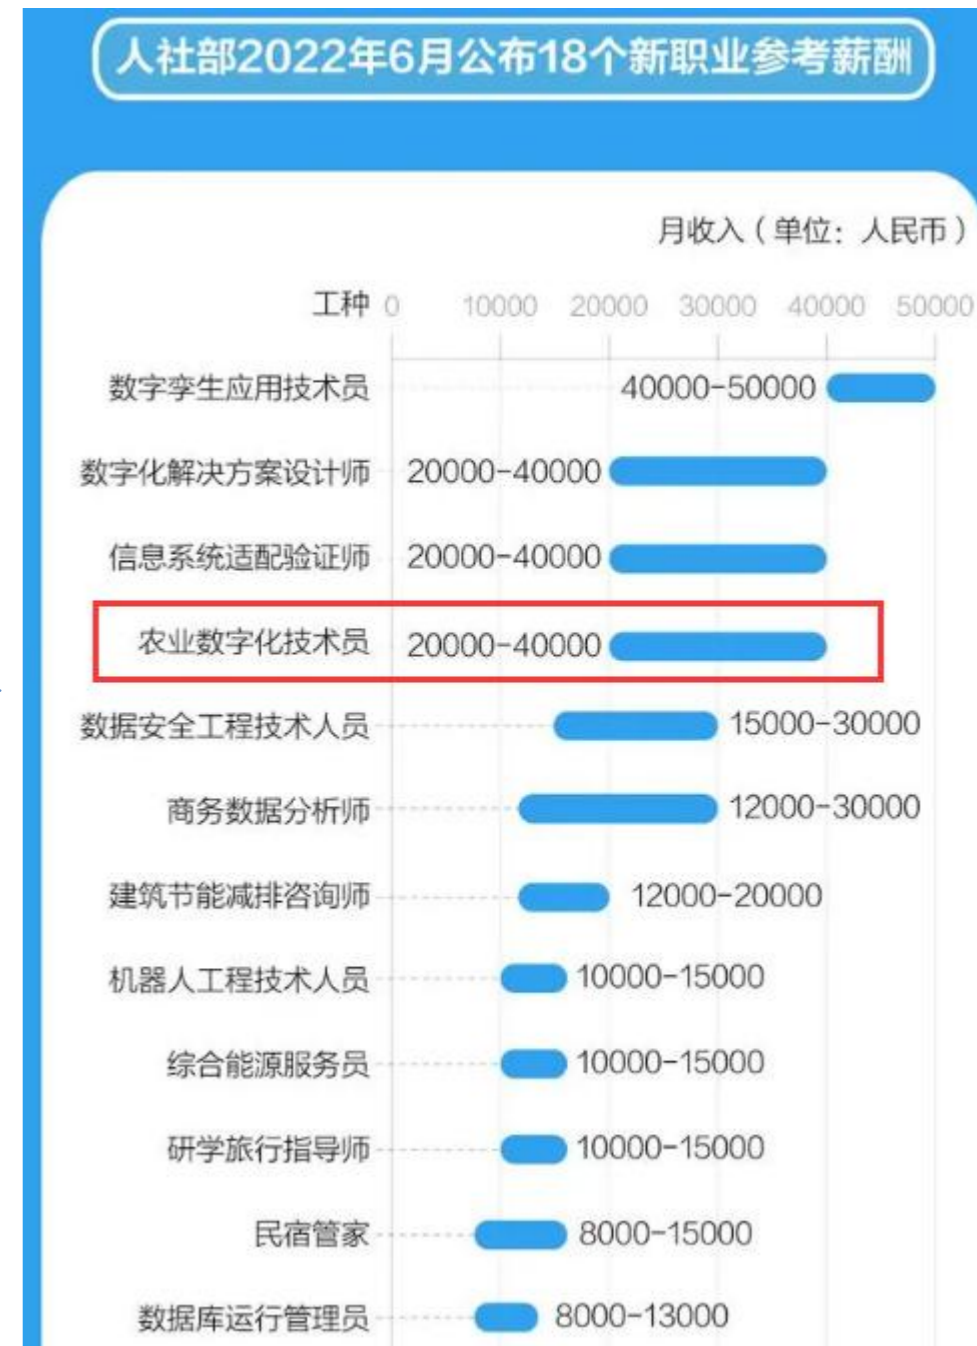 人社部2022年6月公布18个新职业参考薪酬
月收入（单位：人民币）
工种 0 10000 20000 30000 40000 50000
数字孪生应用技术员 40000-50000
数字化解决方案设计师 20000-40000
信息系统适配验证师 20000-40000
农业数字化技术员 20000-40000
数据安全工程技术人员 15000-30000
商务数据分析师 12000-30000
建筑节能减排咨询师 12000-20000
机器人工程技术人员 10000-15000
综合能源服务员 10000-15000
研学旅行指导师 10000-15000
民宿管家 8000-15000
数据库运行管理员 8000-13000